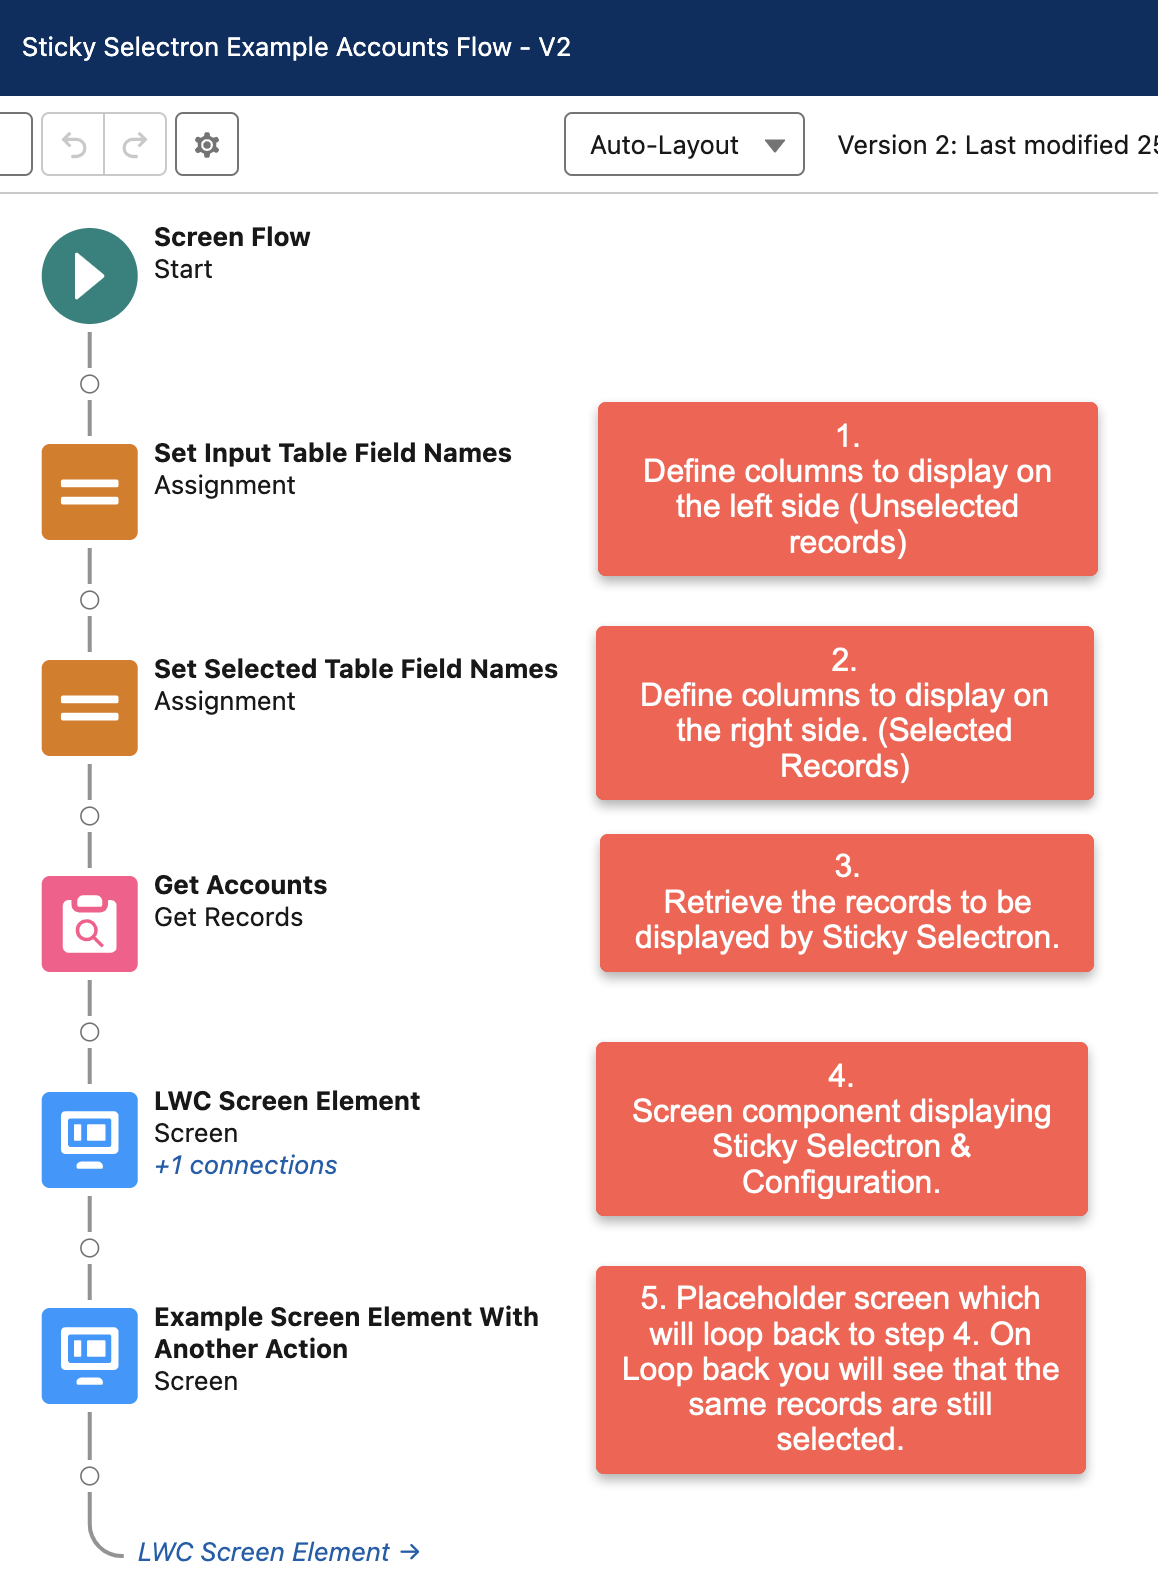 Sticky Selectron Example Accounts Flow - V2
Auto-Layout
Version 2: Last modified 25
Screen Flow
Start
Set Input Table Field Names
Assignment
1.
Define columns to display on
the left side (Unselected
records)
Set Selected Table Field Names
Assignment
2.
Define columns to display on
the right side. (Selected
Records)
Get Accounts
Get Records
3.
Retrieve the records to be
displayed by Sticky Selectron.
LWC Screen Element
Screen
+1 connections
4.
Screen component displaying
Sticky Selectron &
Configuration.
Example Screen Element With
Another Action
Screen
5. Placeholder screen which
will loop back to step 4. On
Loop back you will see that the
same records are still
selected.
LWC Screen Element →